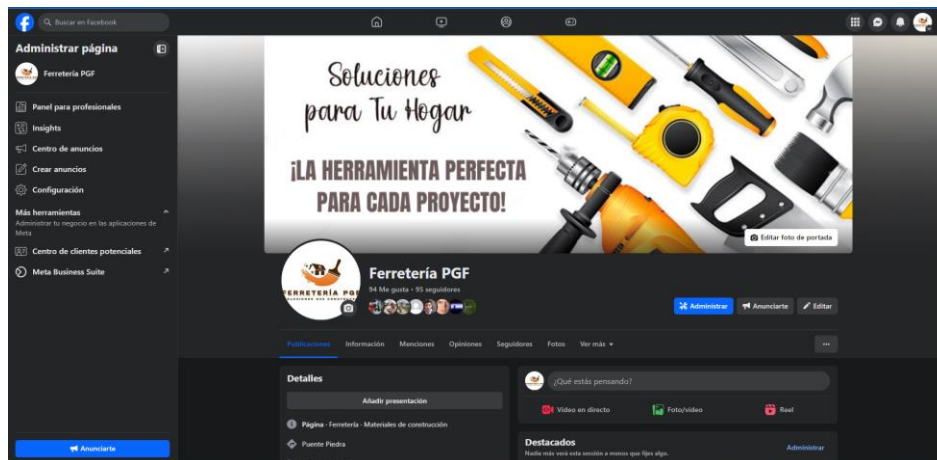 Buscar en Facebook
Administrar página
Ferretería PGF
Panel para profesionales
Insights
Centro de anuncios
Crear anuncios
Configuración
Más herramientas
Administrar tu negocio en las aplicaciones de
Meta
Centro de clientes potenciales
Meta Business Suite
Anunciarte
Soluciones
para Tu Hogar
¡LA HERRAMIENTA PERFECTA
PARA CADA PROYECTO!
Editar foto de portada
FERRETERÍA PGF
Ferretería PGF
94 Me gusta • 95 seguidores
Administrar
Anunciarte
Editar
Publicaciones
Información
Menciones
Opiniones
Seguidores
Fotos
Ver más
Detalles
Añadir presentación
Página · Ferretería · Materiales de construcción
Puente Piedra
¿Qué estás pensando?
Vídeo en directo
Foto/vídeo
Reel
Destacados
Administrar
Nadie más verá esta sección a menos que fijes algo.